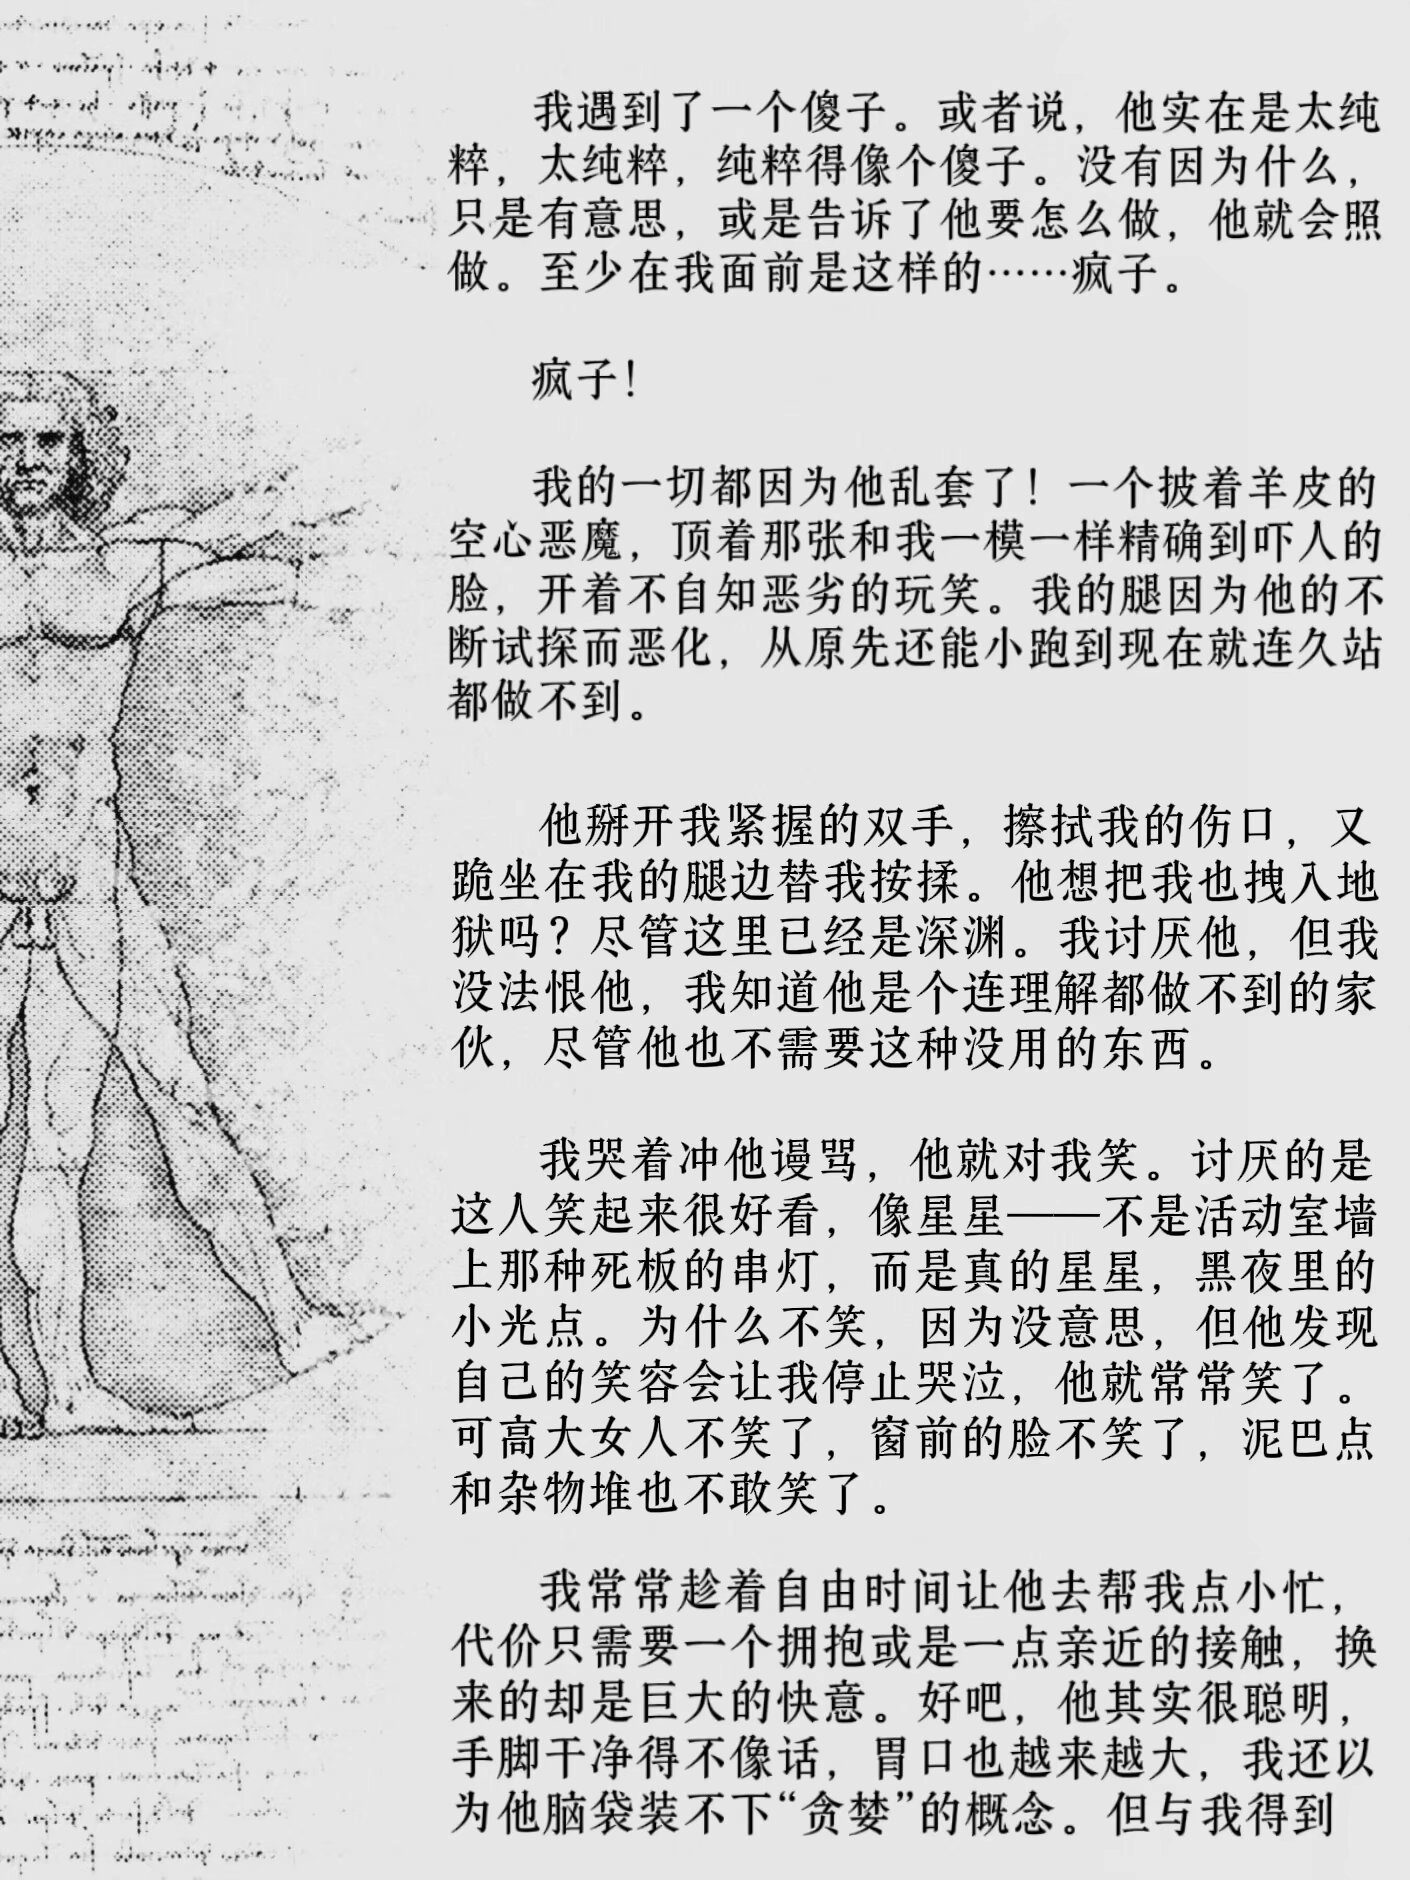 我遇到了一个傻子。或者说，他实在是太纯
粹，太纯粹，纯粹得像个傻子。没有因为什么，
只是有意思，或是告诉了他要怎么做，他就会照
做。至少在我面前是这样的……疯子。
疯子！
我的一切都因为他乱套了！一个披着羊皮的
空心恶魔，顶着那张和我一模一样精确到吓人的
脸，开着不自知恶劣的玩笑。我的腿因为他的不
断试探而恶化，从原先还能小跑到现在就连久站
都做不到。
他掰开我紧握的双手，擦拭我的伤口，又
跪坐在我的腿边替我按揉。他想把我也拽入地
狱吗？尽管这里已经是深渊。我讨厌他，但我
没法恨他，我知道他是个连理解都做不到的家
伙，尽管他也不需要这种没用的东西。
我哭着冲他谩骂，他就对我笑。讨厌的是
这人笑起来很好看，像星星——不是活动室墙
上那种死板的串灯，而是真的星星，黑夜里的
小光点。为什么不笑，因为没意思，但他发现
自己的笑容会让我停止哭泣，他就常常笑了。
可高大女人不笑了，窗前的脸不笑了，泥巴点
和杂物堆也不敢笑了。
我常常趁着自由时间让他去帮我点小忙，
代价只需要一个拥抱或是一点亲近的接触，换
来的却是巨大的快意。好吧，他其实很聪明，
手脚干净得不像话，胃口也越来越大，我还以
为他脑袋装不下“贪婪”的概念。但与我得到